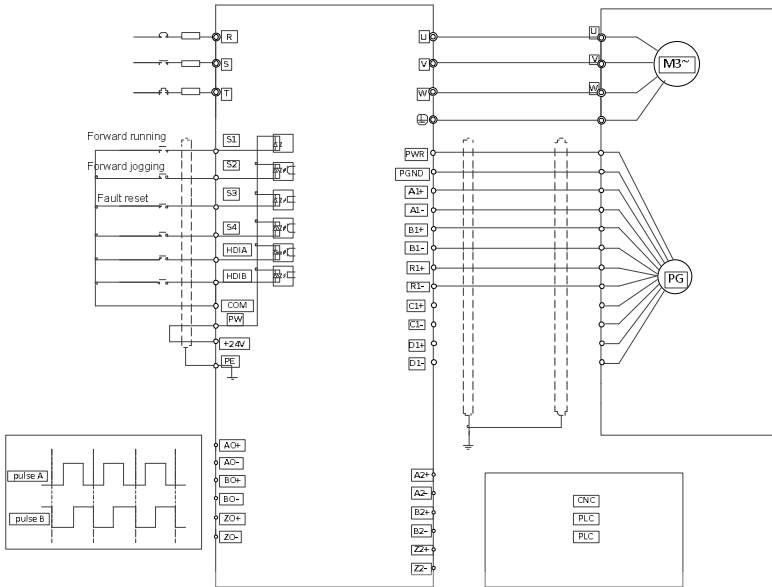 R
S
T
Forward running
S1
Forward jogging
S2
Fault reset
S3
S4
HDIA
HDIB
COM
PW
+24V
PE
U
V
W
U
V
W
M3~
PWR
PGND
A1+
A1-
B1+
B1-
R1+
R1-
C1+
C1-
D1+
D1-
PG
pulse A
pulse B
AO+
AO-
BO+
BO-
ZO+
ZO-
A2+
A2-
B2+
B2-
Z2+
Z2-
CNC
PLC
PLC